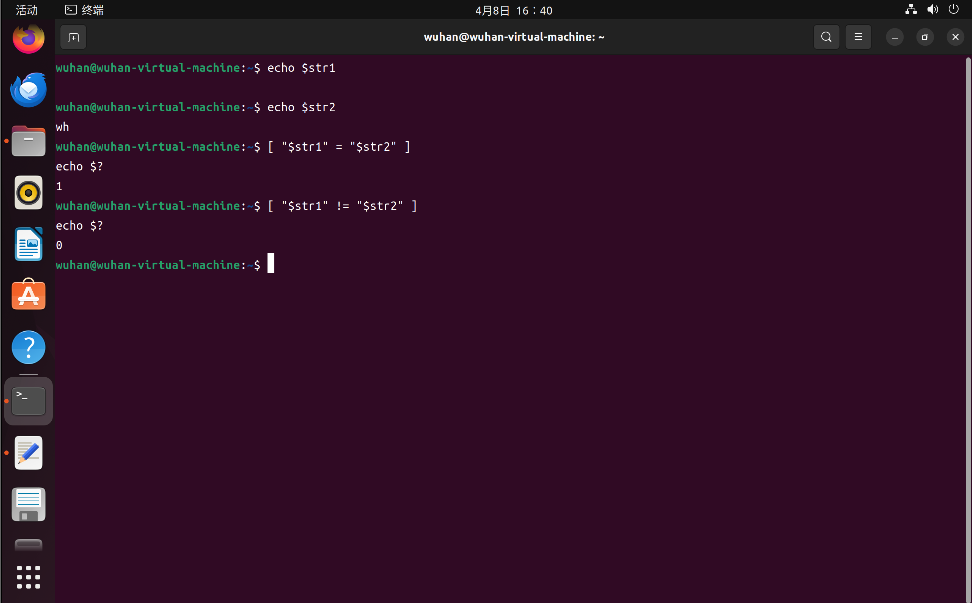 活动 终端 4月8日 16：40
wuhan@wuhan-virtual-machine: ~
wuhan@wuhan-virtual-machine:~$ echo $str1
wuhan@wuhan-virtual-machine:~$ echo $str2
wh
wuhan@wuhan-virtual-machine:~$ [ "$str1" = "$str2" ]
echo $?
1
wuhan@wuhan-virtual-machine:~$ [ "$str1" != "$str2" ]
echo $?
0
wuhan@wuhan-virtual-machine:~$